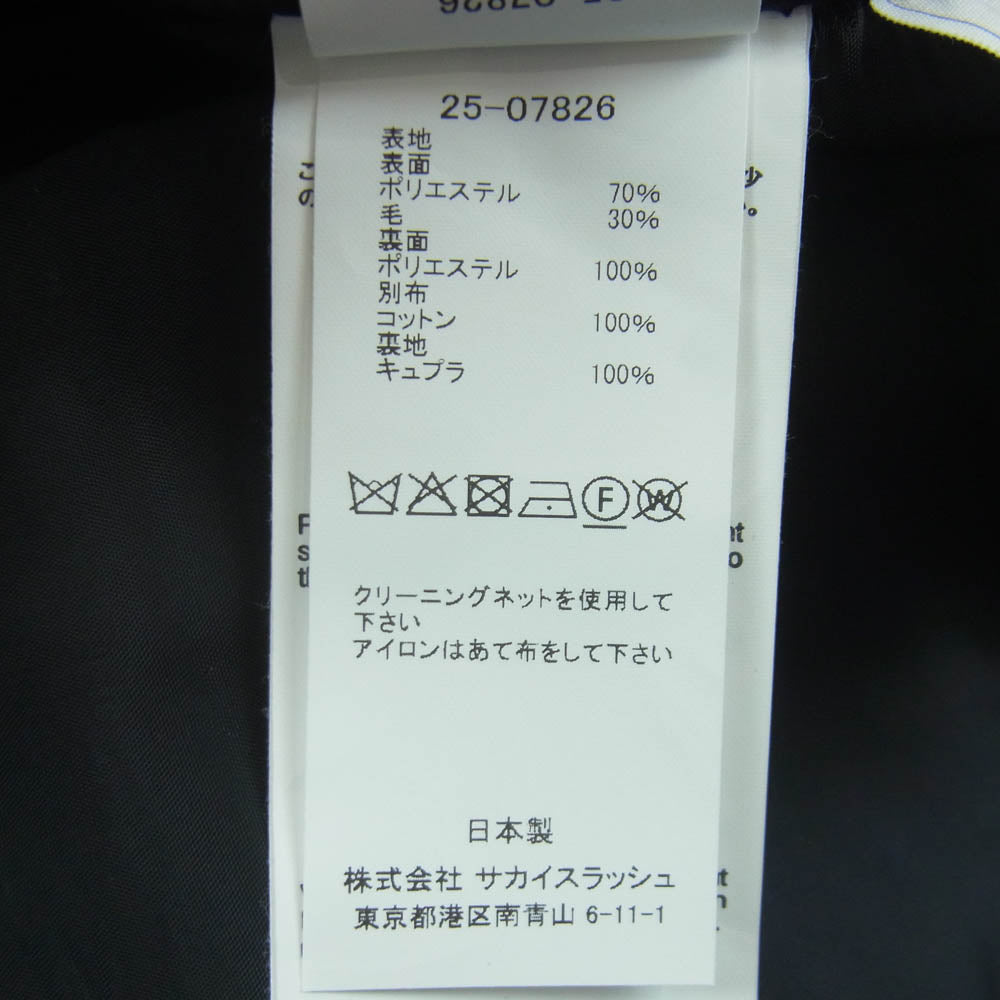 25-07826
表地
表面
ポリエステル 70%
毛 30%
裏面
ポリエステル 100%
別布
コットン 100%
裏地
キュプラ 100%
F
W
クリーニングネットを使用して
下さい
アイロンはあて布をして下さい
日本製
株式会社 サカイスラッシュ
東京都港区南青山 6-11-1